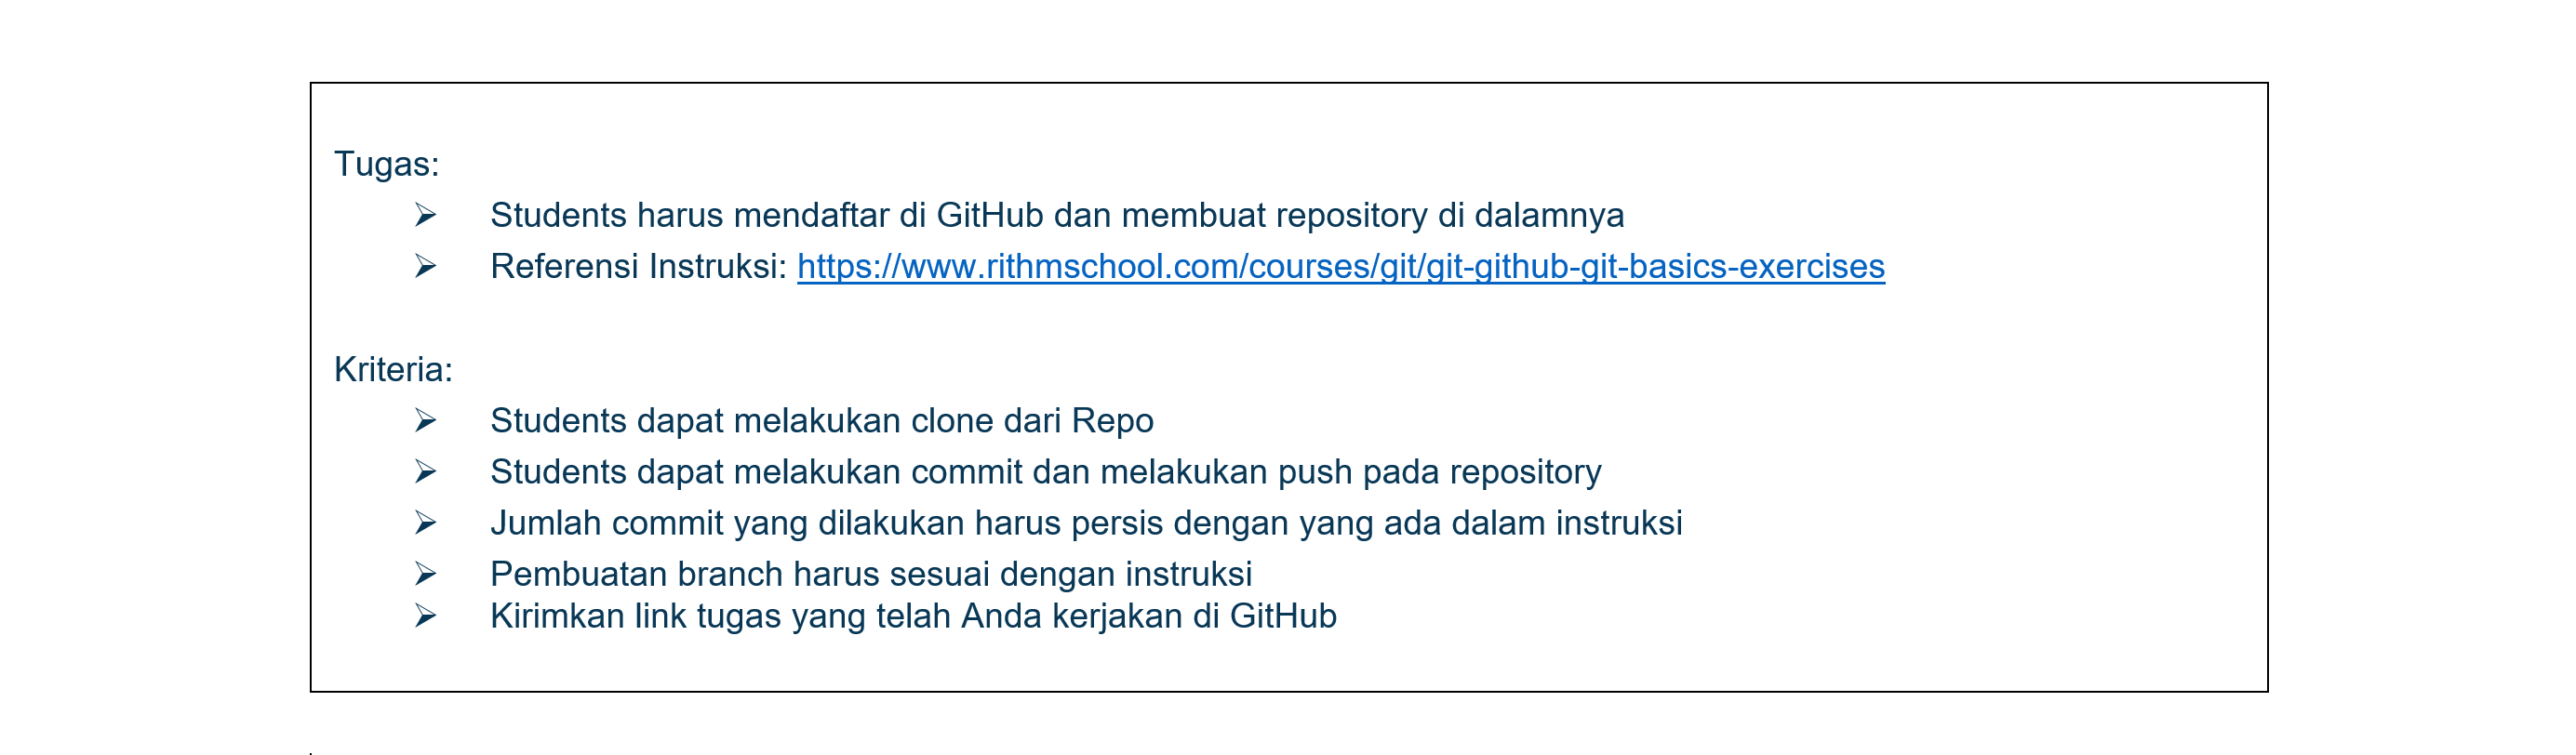 Tugas:
➢ Students harus mendaftar di GitHub dan membuat repository di dalamnya
➢ Referensi Instruksi: https://www.rithmschool.com/courses/git/git-github-git-basics-exercises
Kriteria:
➢ Students dapat melakukan clone dari Repo
➢ Students dapat melakukan commit dan melakukan push pada repository
➢ Jumlah commit yang dilakukan harus persis dengan yang ada dalam instruksi
➢ Pembuatan branch harus sesuai dengan instruksi
➢ Kirimkan link tugas yang telah Anda kerjakan di GitHub